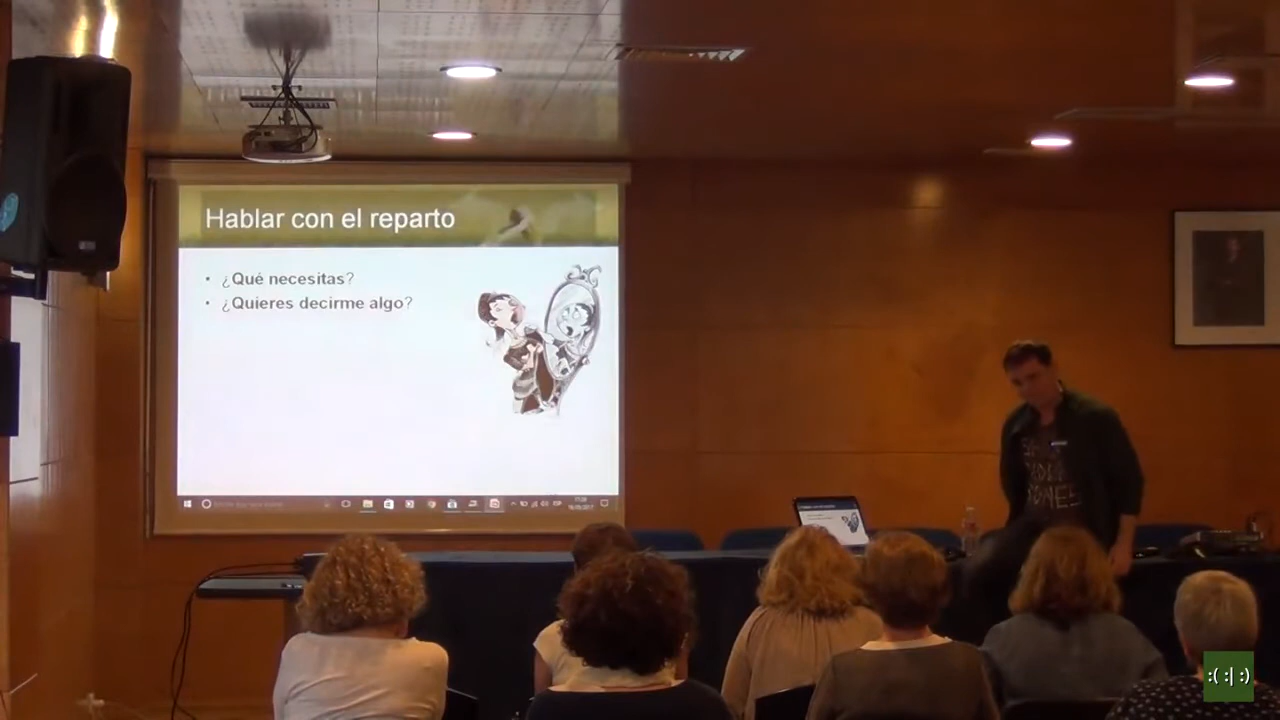 Hablar con el reparto
• ¿Qué necesitas?
• ¿Quieres decirme algo?
:( :| :)